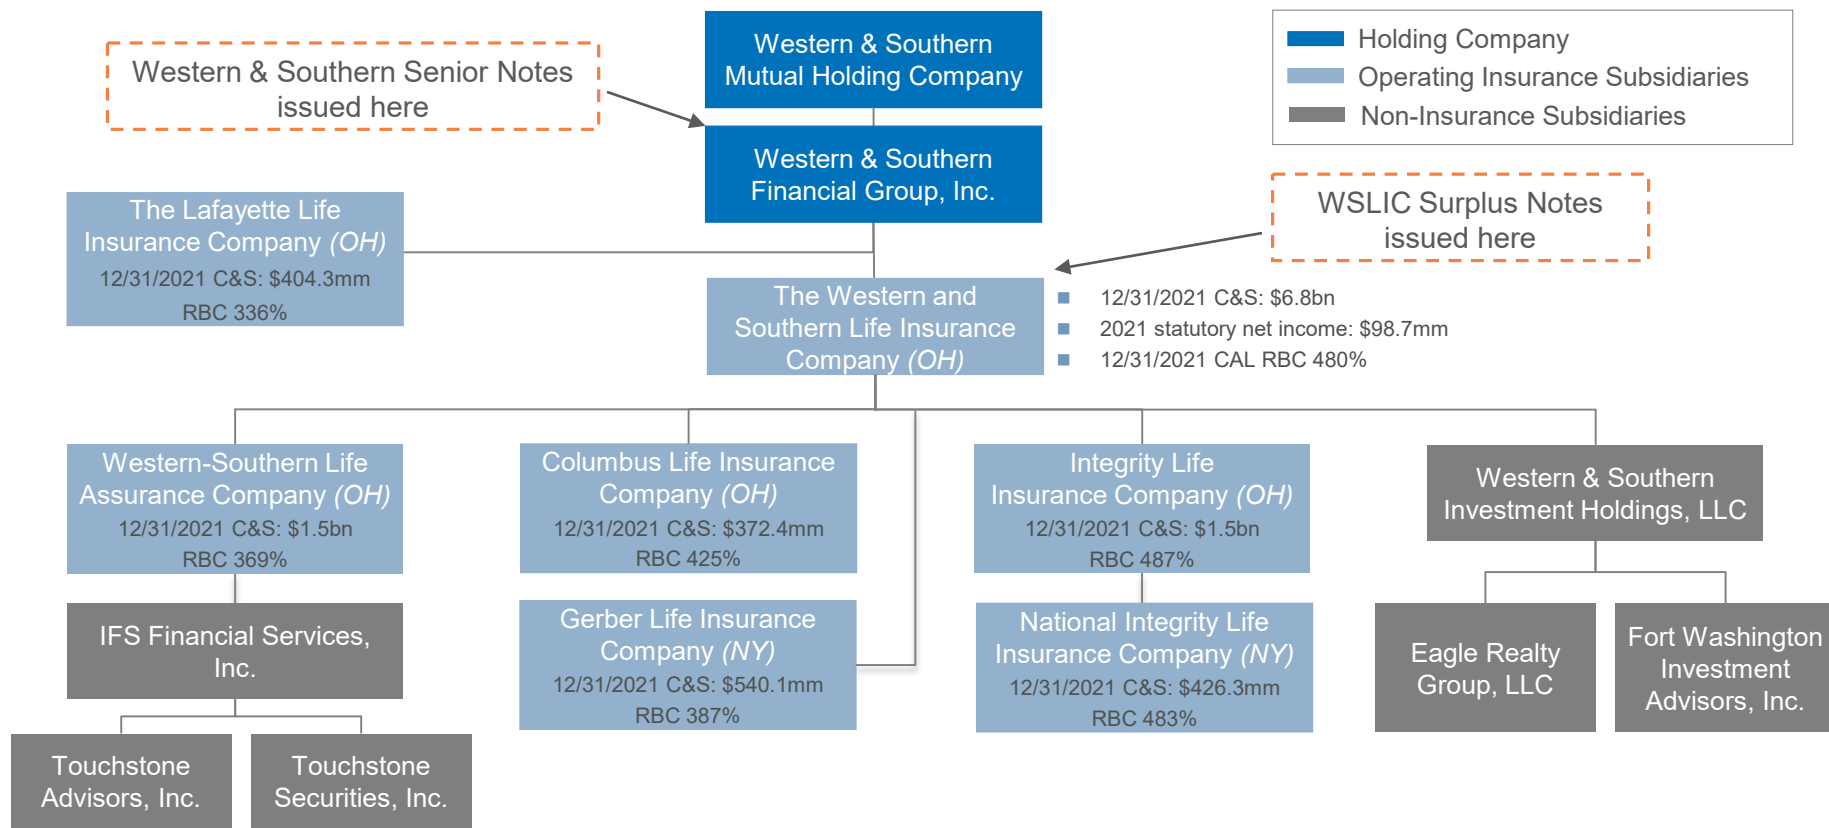 Western & Southern
Mutual Holding Company
Western & Southern Senior Notes
issued here
Holding Company
Operating Insurance Subsidiaries
Non-Insurance Subsidiaries
Western & Southern
Financial Group, Inc.
WSLIC Surplus Notes
issued here
The Lafayette Life
Insurance Company (OH)
12/31/2021 C&S: $404.3mm
RBC 336%
The Western and
Southern Life Insurance
Company (OH)
12/31/2021 C&S: $6.8bn
2021 statutory net income: $98.7mm
12/31/2021 CAL RBC 480%
Western-Southern Life
Assurance Company (OH)
12/31/2021 C&S: $1.5bn
RBC 369%
Columbus Life Insurance
Company (OH)
12/31/2021 C&S: $372.4mm
RBC 425%
Integrity Life
Insurance Company (OH)
12/31/2021 C&S: $1.5bn
RBC 487%
Western & Southern
Investment Holdings, LLC
IFS Financial Services,
Inc.
Gerber Life Insurance
Company (NY)
12/31/2021 C&S: $540.1mm
RBC 387%
National Integrity Life
Insurance Company (NY)
12/31/2021 C&S: $426.3mm
RBC 483%
Eagle Realty
Group, LLC
Fort Washington
Investment
Advisors, Inc.
Touchstone
Advisors, Inc.
Touchstone
Securities, Inc.